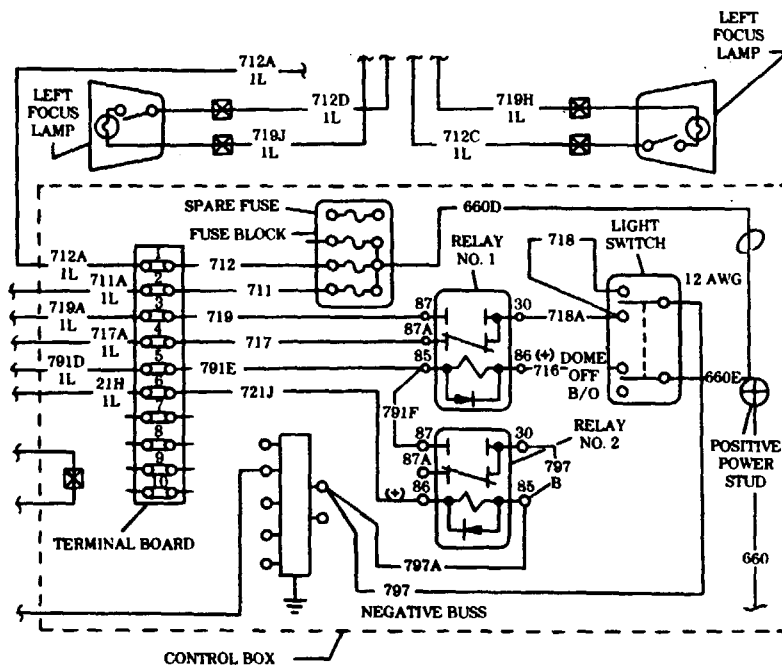 LEFT
FOCUS
LAMP
712A
1L
LEFT
FOCUS
LAMP
712D
1L
719J
1L
719H
1L
712C
1L
SPARE FUSE
FUSE BLOCK
660D
RELAY
NO. 1
718
LIGHT
SWITCH
12 AWG
712A
1L
1
712
711A
1L
2
711
719A
1L
3
719
87
30
718A
717A
1L
4
717
87A
791D
1L
5
791E
85
86
(+)
716
DOME
OFF
B/O
660E
21H
1L
6
721J
791F
7
8
9
10
87
30
RELAY
NO. 2
87A
797
B
86
(+)
85
POSITIVE
POWER
STUD
TERMINAL BOARD
797A
797
660
NEGATIVE BUSS
CONTROL BOX